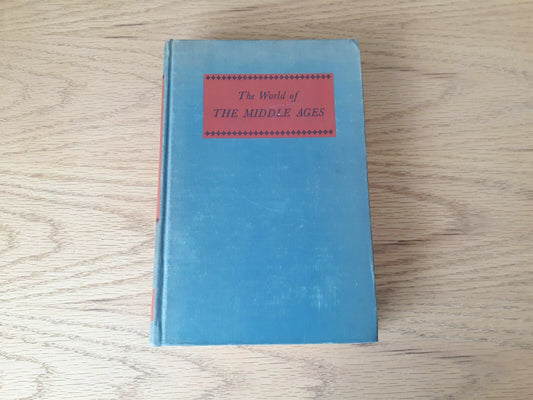 The World of
THE MIDDLE AGES